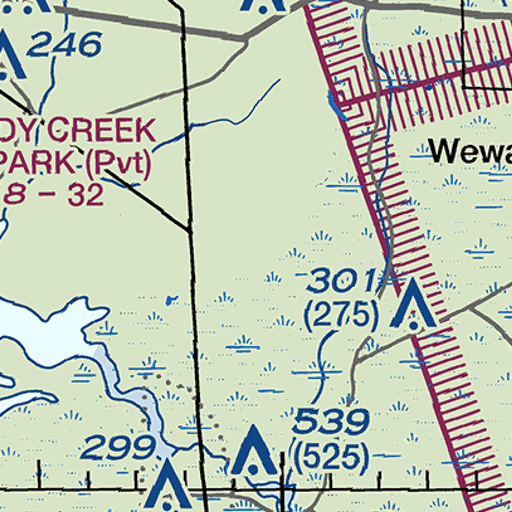 246
DY CREEK
PARK (Pvt)
8 - 32
Wewa
301
(275)
539
(525)
299